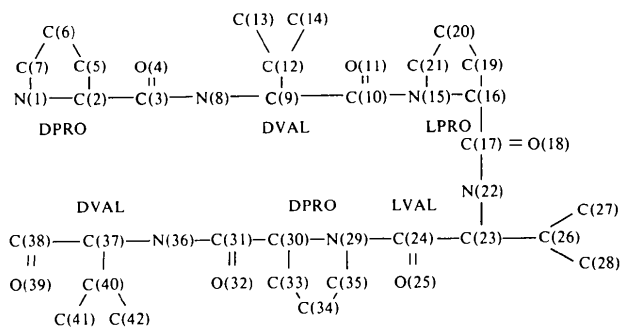 C(13) C(14) C(20)
C(6)
C(7) C(5) O(4) C(12) O(11) C(21) C(19)
N(1) C(2) C(3) N(8) C(9) C(10) N(15) C(16)
DPRO DVAL LPRO
C(17) O(18)
N(22)
DVAL DPRO LVAL
C(27)
C(38) C(37) N(36) C(31) C(30) N(29) C(24) C(23) C(26)
C(28)
O(39) C(40) O(32) C(33) C(35) O(25)
C(34)
C(41) C(42)